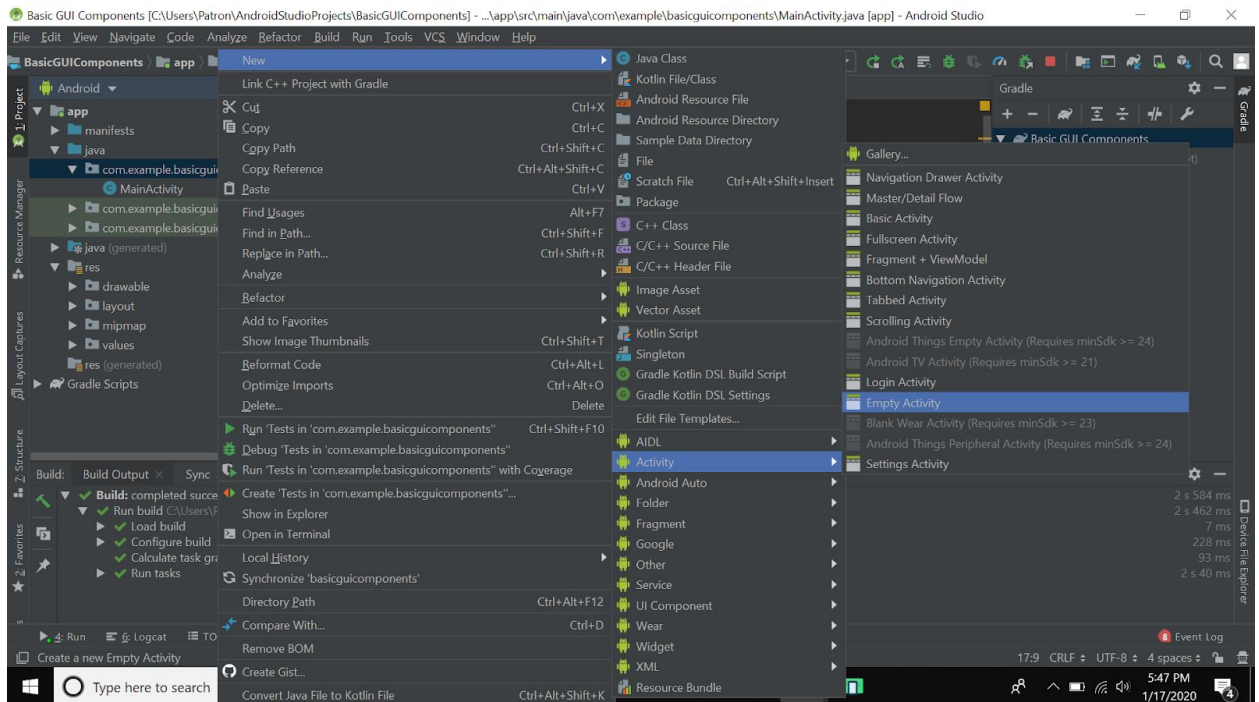 Basic GUI Components [C:\Users\Patron\AndroidStudioProjects\BasicGUIComponents] - ...\app\src\main\java\com\example\basicguicomponents\MainActivity.java [app] - Android Studio
File Edit View Navigate Code Analyze Refactor Build Run Tools VCS Window Help
BasicGUIComponents app
Android
1: Project
app
manifests
java
com.example.basicgui
MainActivity
com.example.basicgui
com.example.basicgui
java (generated)
res
drawable
layout
mipmap
values
res (generated)
Gradle Scripts
Resource Manager
Layout Captures
Z: Structure
2: Favorites
New
Link C++ Project with Gradle
Cut Ctrl+X
Copy Ctrl+C
Copy Path Ctrl+Shift+C
Copy Reference Ctrl+Alt+Shift+C
Paste Ctrl+V
Find Usages Alt+F7
Find in Path... Ctrl+Shift+F
Replace in Path... Ctrl+Shift+R
Analyze
Refactor
Add to Favorites
Show Image Thumbnails Ctrl+Shift+T
Reformat Code Ctrl+Alt+L
Optimize Imports Ctrl+Alt+O
Delete... Delete
Run 'Tests in 'com.example.basicguicomponents'' Ctrl+Shift+F10
Debug 'Tests in 'com.example.basicguicomponents''
Run 'Tests in 'com.example.basicguicomponents'' with Coverage
Create 'Tests in 'com.example.basicguicomponents''...
Show in Explorer
Open in Terminal
Local History
Synchronize 'basicguicomponents'
Directory Path Ctrl+Alt+F12
Compare With... Ctrl+D
Remove BOM
Create Gist...
Convert Java File to Kotlin File Ctrl+Alt+Shift+K
Java Class
Kotlin File/Class
Android Resource File
Android Resource Directory
Sample Data Directory
File
Scratch File Ctrl+Alt+Shift+Insert
Package
C++ Class
C/C++ Source File
C/C++ Header File
Image Asset
Vector Asset
Kotlin Script
Singleton
Gradle Kotlin DSL Build Script
Gradle Kotlin DSL Settings
Edit File Templates...
AIDL
Activity
Android Auto
Folder
Fragment
Google
Other
Service
UI Component
Wear
Widget
XML
Resource Bundle
Gallery...
Navigation Drawer Activity
Master/Detail Flow
Basic Activity
Fullscreen Activity
Fragment + ViewModel
Bottom Navigation Activity
Tabbed Activity
Scrolling Activity
Android Things Empty Activity (Requires minSdk >= 24)
Android TV Activity (Requires minSdk >= 21)
Login Activity
Empty Activity
Blank Wear Activity (Requires minSdk >= 23)
Android Things Peripheral Activity (Requires minSdk >= 24)
Settings Activity
Gradle
Basic GUI Components
Gradle
Device File Explorer
Build: Build Output Sync
Build: completed succe
Run build C:\Users\P
Load build
Configure build
Calculate task gra
Run tasks
2 s 584 ms
2 s 462 ms
7 ms
228 ms
93 ms
2 s 40 ms
4: Run 6: Logcat TO
8 Event Log
Create a new Empty Activity
17:9 CRLF UTF-8 4 spaces
Type here to search
5:47 PM
1/17/2020
4